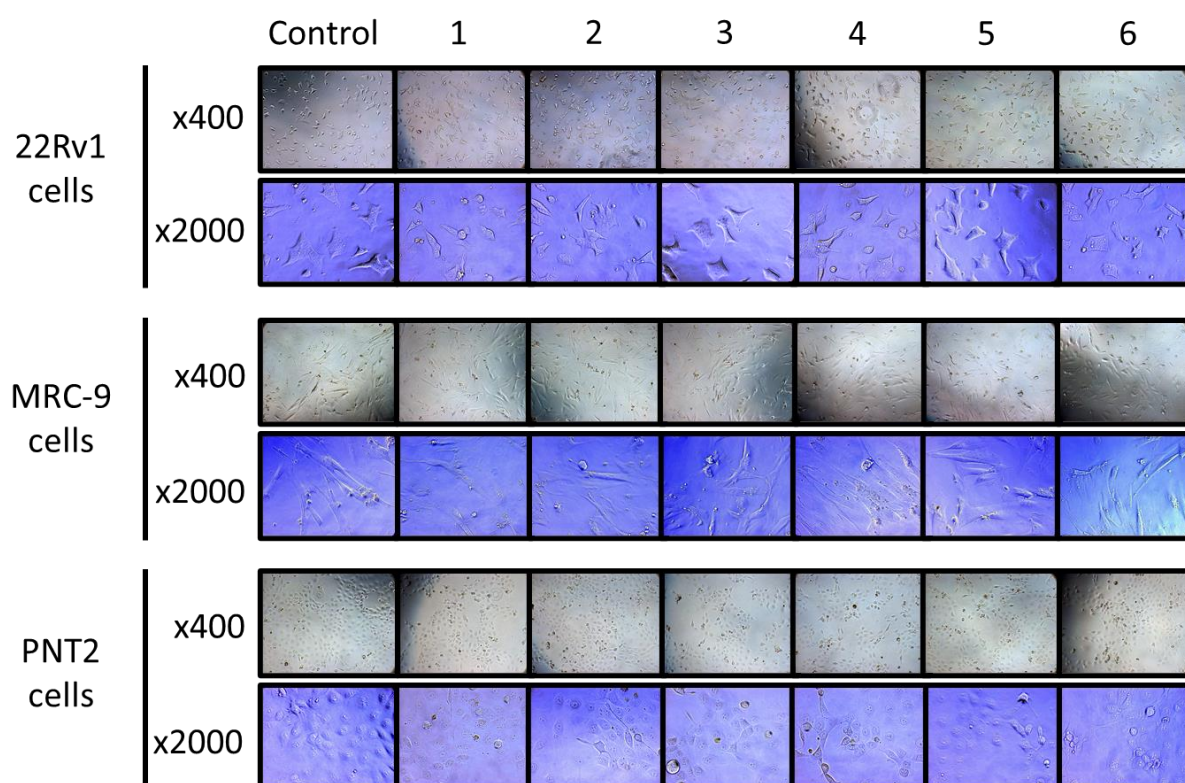 Control 1 2 3 4 5 6
22Rv1
cells
x400
x2000
MRC-9
cells
x400
x2000
PNT2
cells
x400
x2000